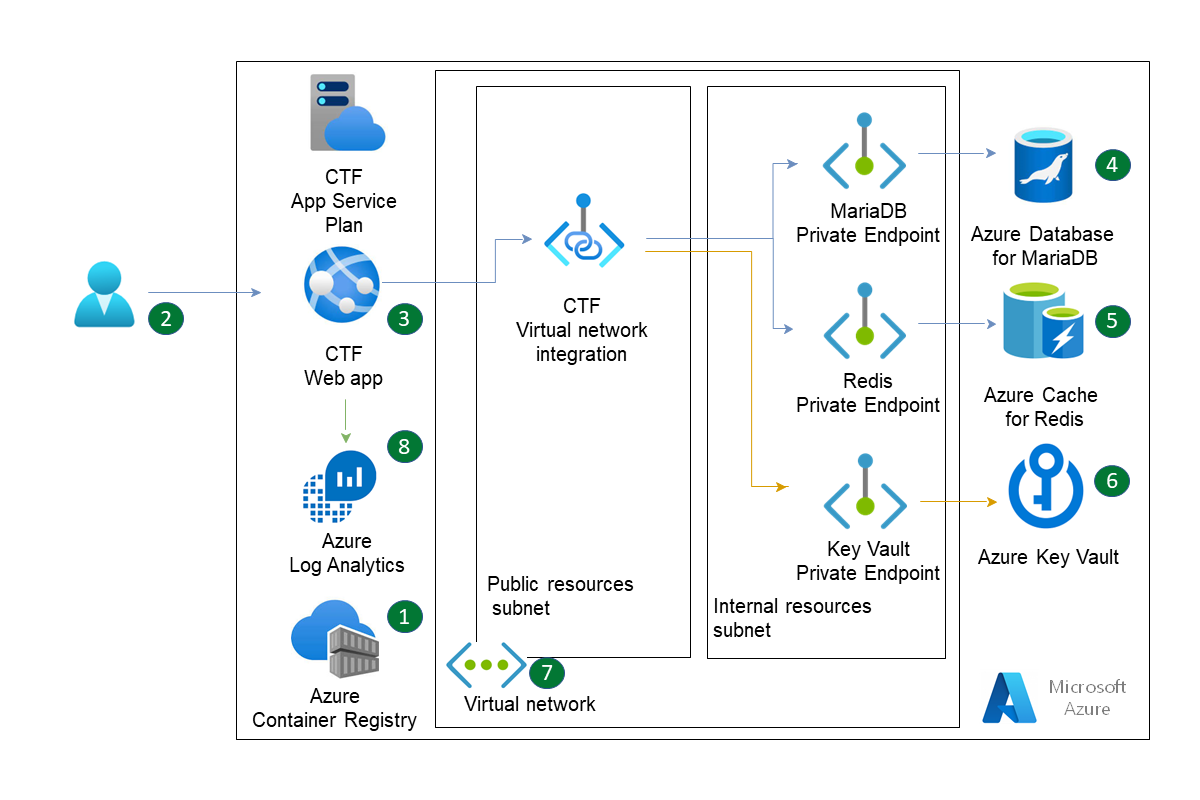 CTF
App Service
Plan
2
3
CTF
Web app
8
Azure
Log Analytics
1
Azure
Container Registry
CTF
Virtual network
integration
Public resources
subnet
7
Virtual network
MariaDB
Private Endpoint
Redis
Private Endpoint
Key Vault
Private Endpoint
Internal resources
subnet
4
Azure Database
for MariaDB
5
Azure Cache
for Redis
6
Azure Key Vault
Microsoft
Azure